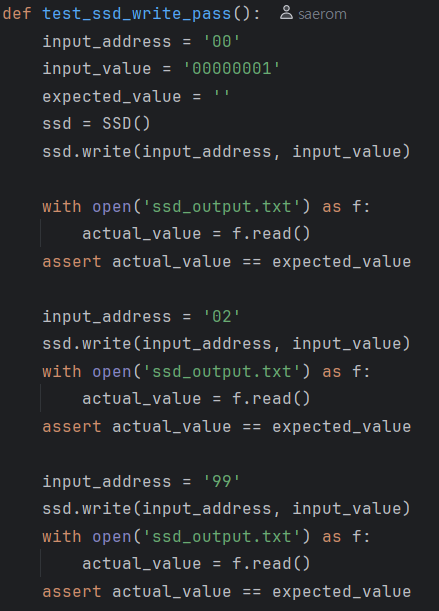 def test_ssd_write_pass(): saerom
    input_address = '00'
    input_value = '00000001'
    expected_value = ''
    ssd = SSD()
    ssd.write(input_address, input_value)

    with open('ssd_output.txt') as f:
        actual_value = f.read()
    assert actual_value == expected_value

    input_address = '02'
    ssd.write(input_address, input_value)
    with open('ssd_output.txt') as f:
        actual_value = f.read()
    assert actual_value == expected_value

    input_address = '99'
    ssd.write(input_address, input_value)
    with open('ssd_output.txt') as f:
        actual_value = f.read()
    assert actual_value == expected_value